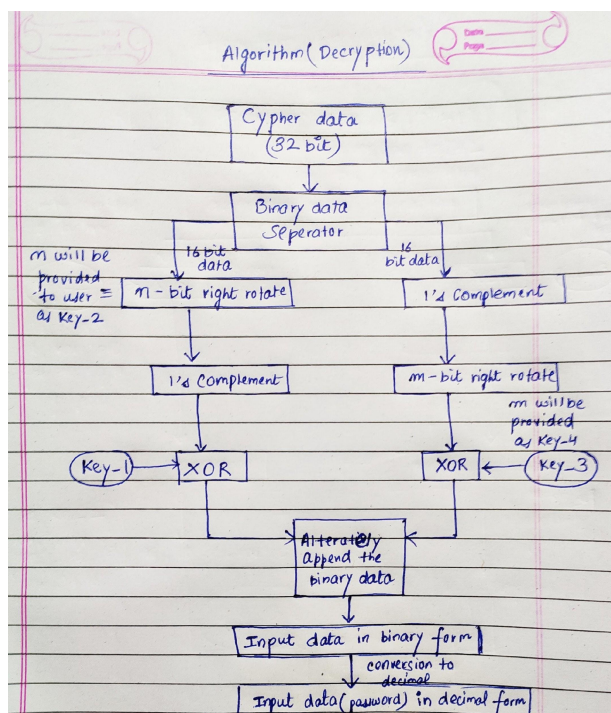 Date
Page
Algorithm(Decryption)
Cypher data
(32 bit)
Binary data
Seperator
16 bit
data
16
bit data
n will be
provided
to user =
as Key-2
n-bit right rotate
1's Complement
1's Complement
m-bit right rotate
m will be
provided
as Key-4
Key-1
XOR
XOR
Key-3
Alternately
append the
binary data
Input data in binary form
conversion to
decimal
Input data(password) in decimal form